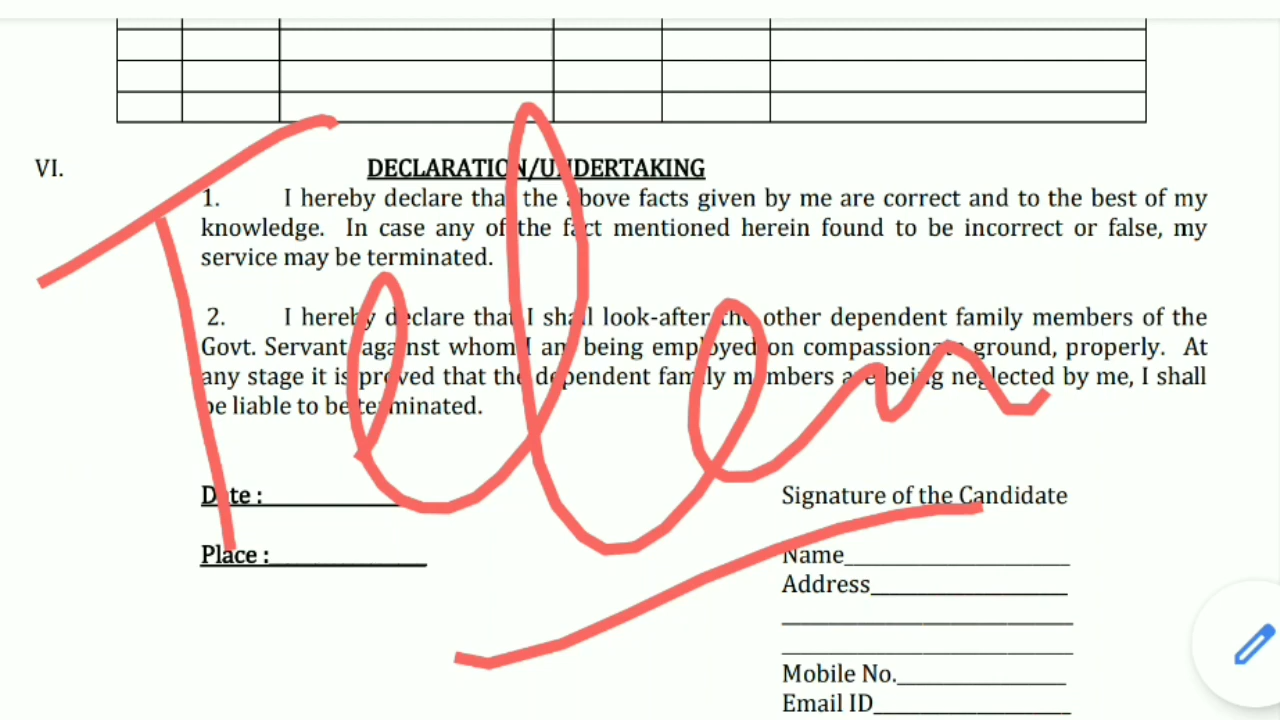 VI.
DECLARATION/UNDERTAKING
1. I hereby declare that the above facts given by me are correct and to the best of my
knowledge. In case any of the fact mentioned herein found to be incorrect or false, my
service may be terminated.
2. I hereby declare that I shall look-after the other dependent family members of the
Govt. Servant, against whom I am being employed on compassionate ground, properly. At
any stage it is proved that the dependent family members are being neglected by me, I shall
be liable to be terminated.
Date :
Signature of the Candidate
Place :
Name
Address
Mobile No.
Email ID